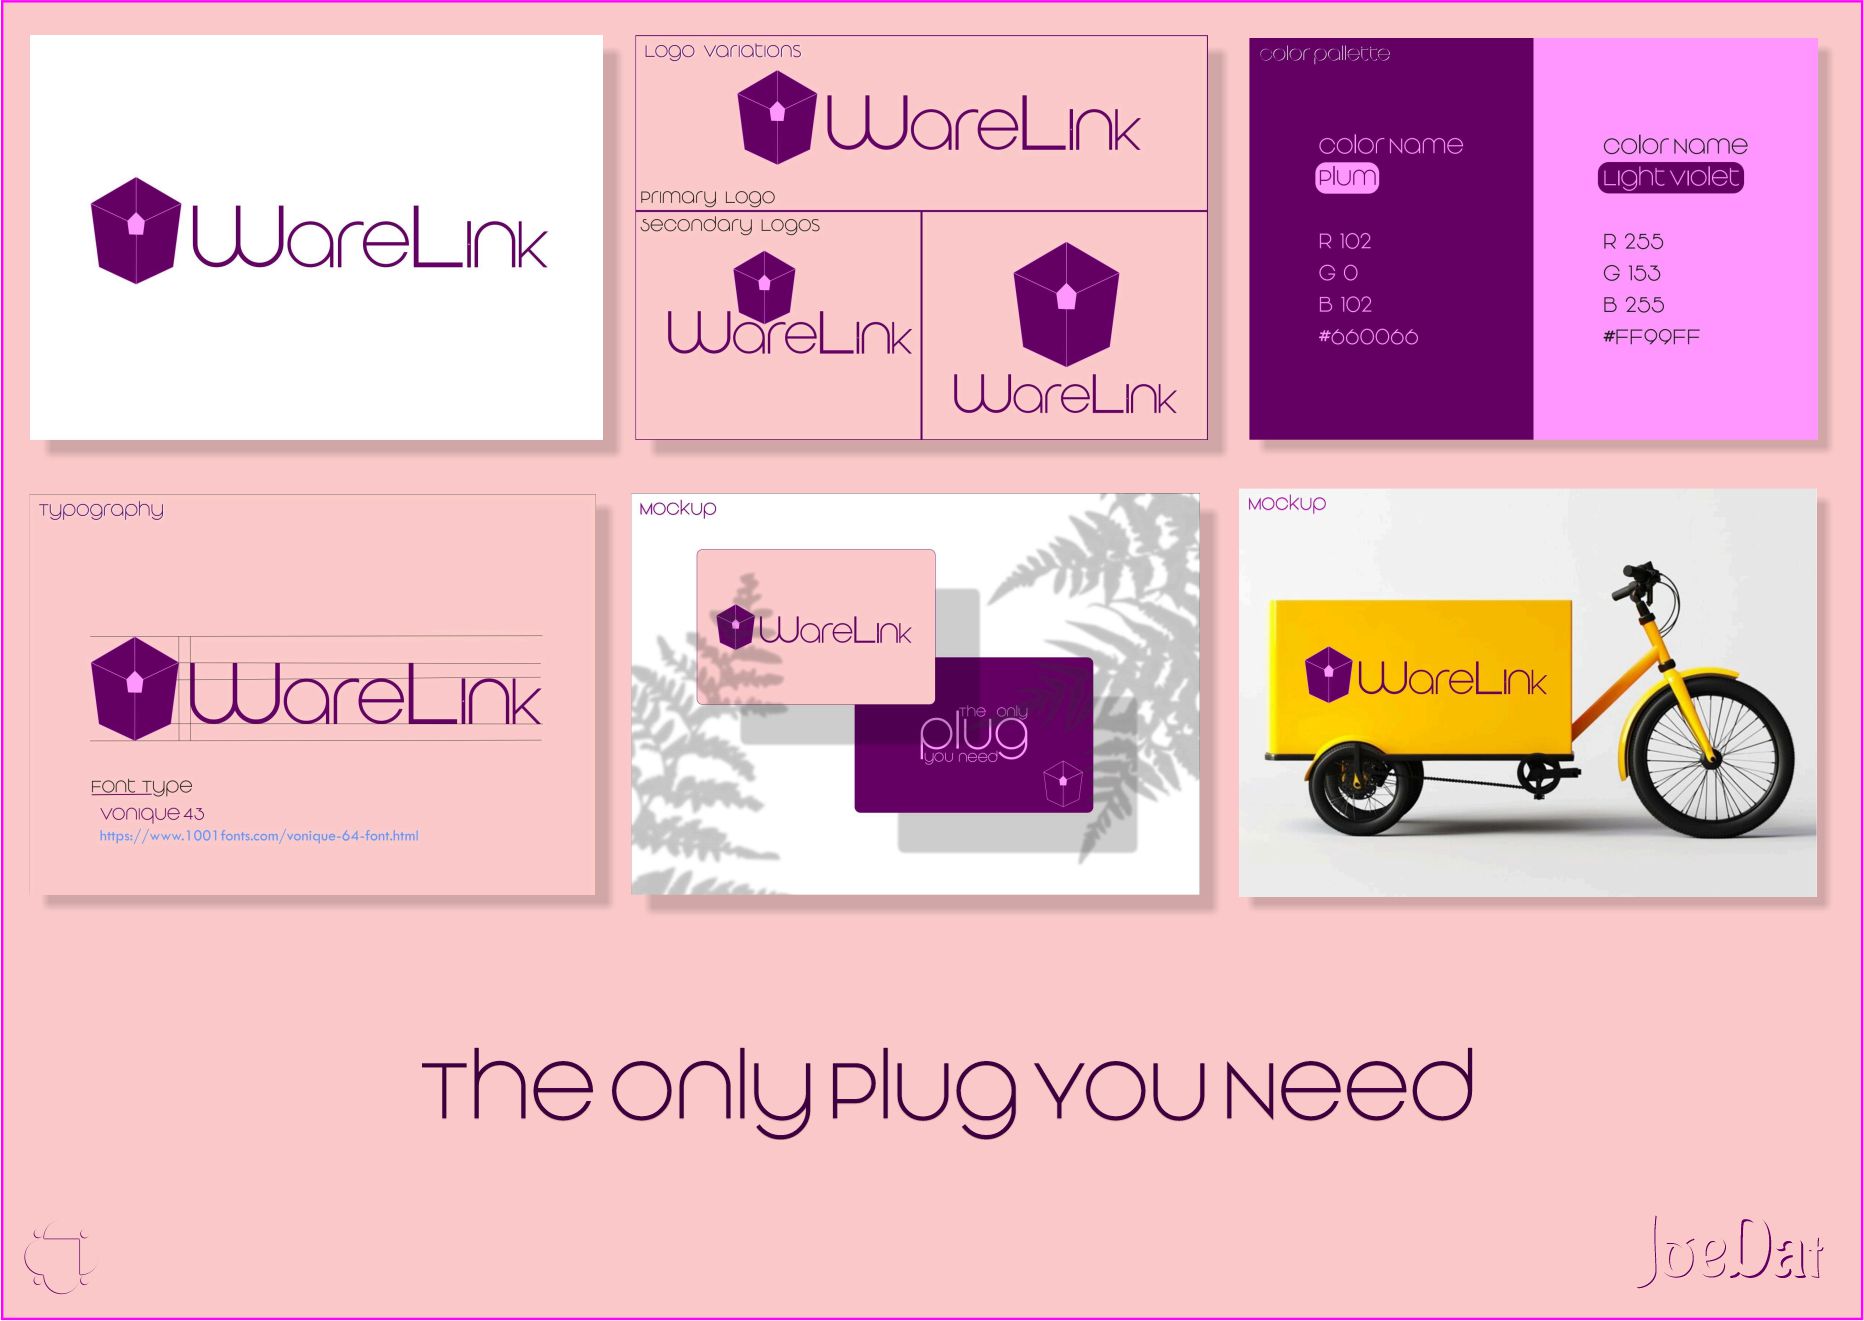 WareLink
Logo variations
WareLink
Primary Logo
Secondary Logos
WareLink
WareLink
color pallette
color Name
Plum
R 102
G 0
B 102
#660066
color Name
Light violet
R 255
G 153
B 255
#FF99FF
Typography
WareLink
Font Type
Vonique 43
https://www.1001fonts.com/vonique-64-font.html
Mockup
WareLink
The only
plug
you need
Mockup
WareLink
The only Plug you Need
JoeDat